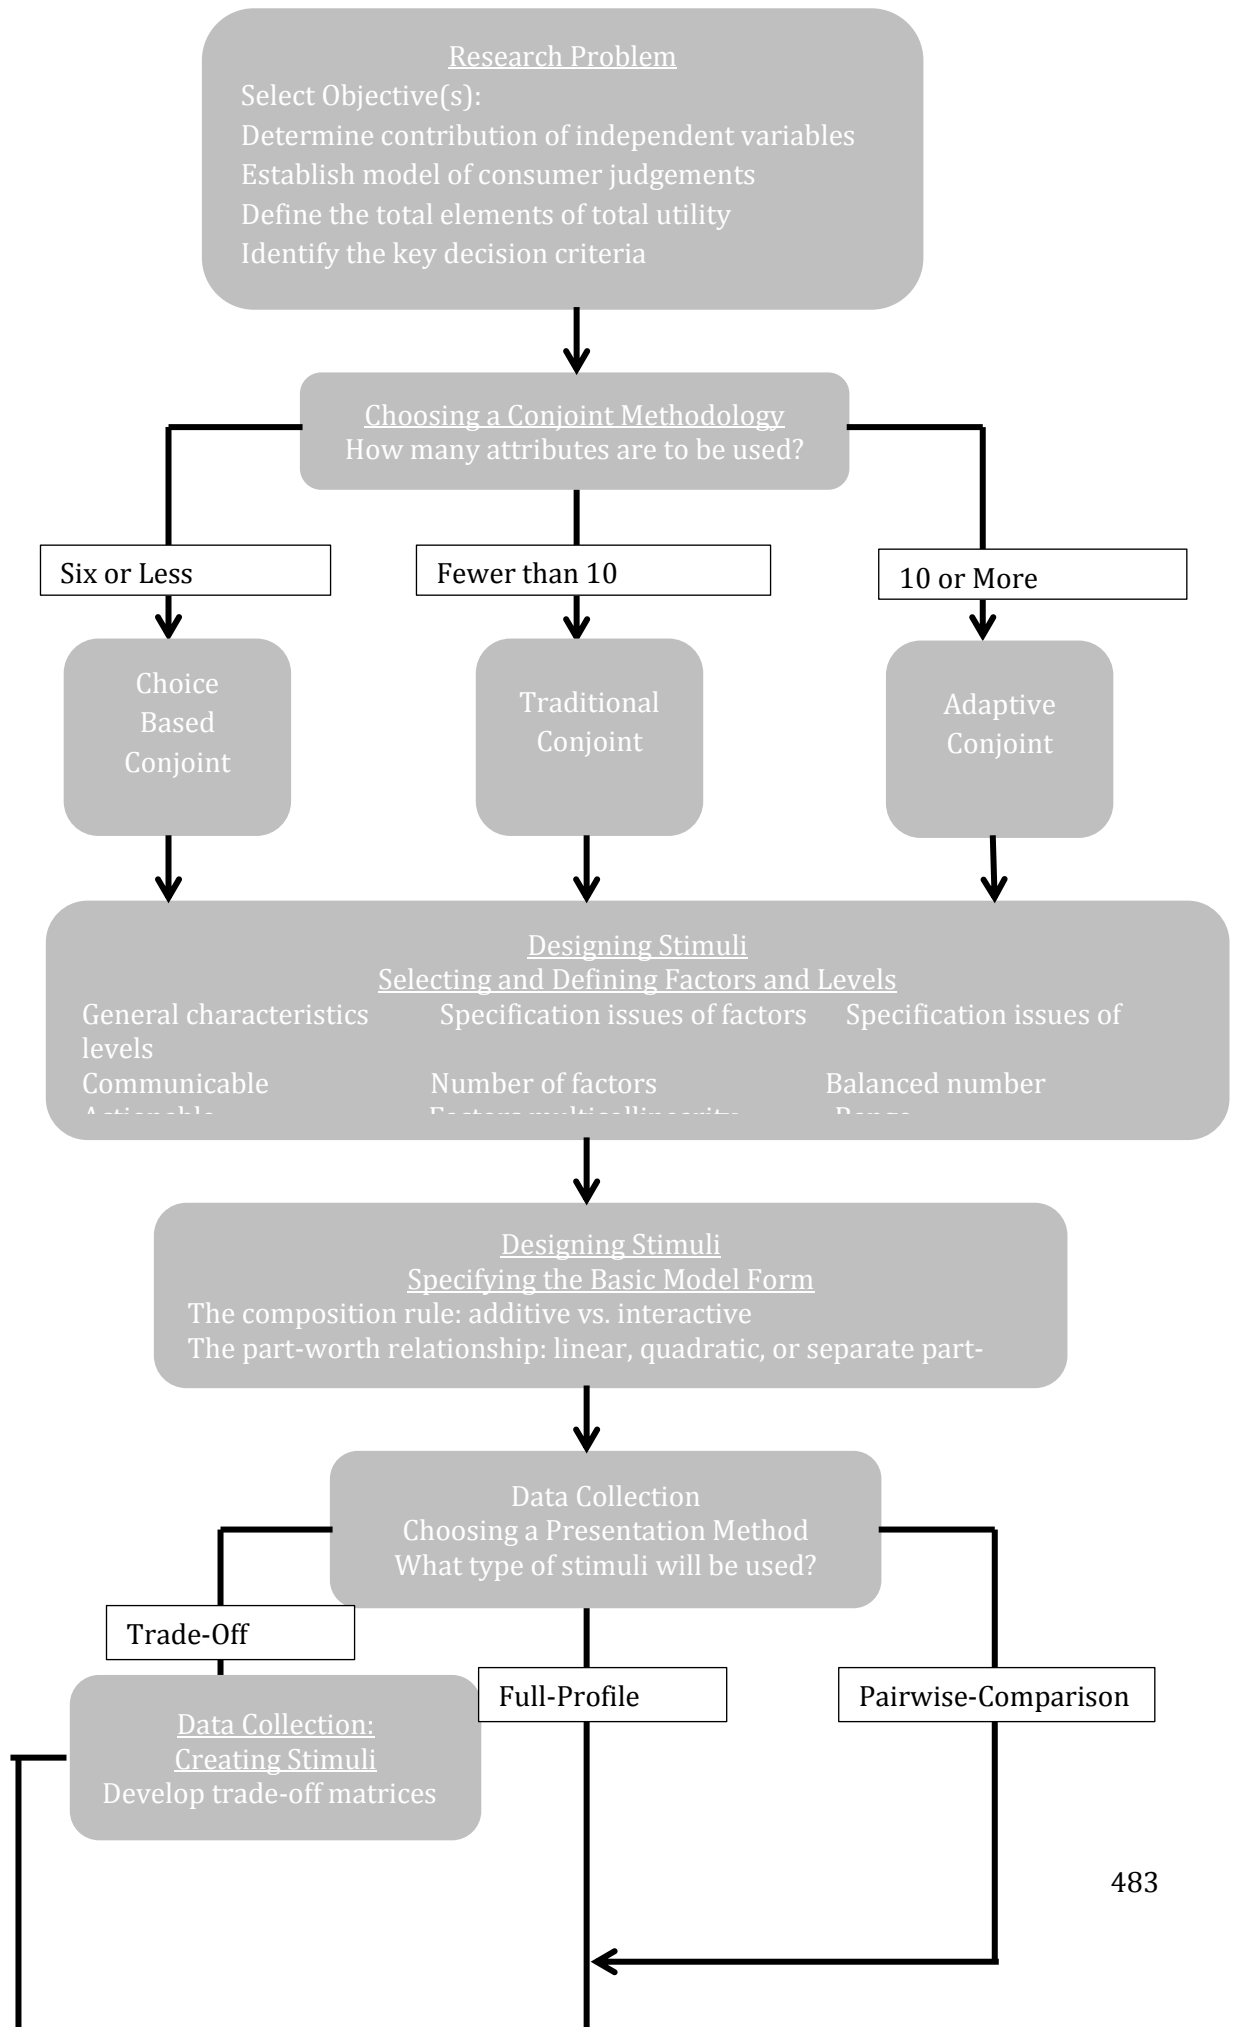 Research Problem
Select Objective(s):
Determine contribution of independent variables
Establish model of consumer judgements
Define the total elements of total utility
Identify the key decision criteria
Choosing a Conjoint Methodology
How many attributes are to be used?
Six or Less
Fewer than 10
10 or More
Choice
Based
Conjoint
Traditional
Conjoint
Adaptive
Conjoint
Designing Stimuli
Selecting and Defining Factors and Levels
General characteristics Specification issues of factors Specification issues of
levels
Communicable Number of factors Balanced number
Actionable Factors multicollinearity Range
Designing Stimuli
Specifying the Basic Model Form
The composition rule: additive vs. interactive
The part-worth relationship: linear, quadratic, or separate part-
Data Collection
Choosing a Presentation Method
What type of stimuli will be used?
Trade-Off
Full-Profile
Pairwise-Comparison
Data Collection:
Creating Stimuli
Develop trade-off matrices
483